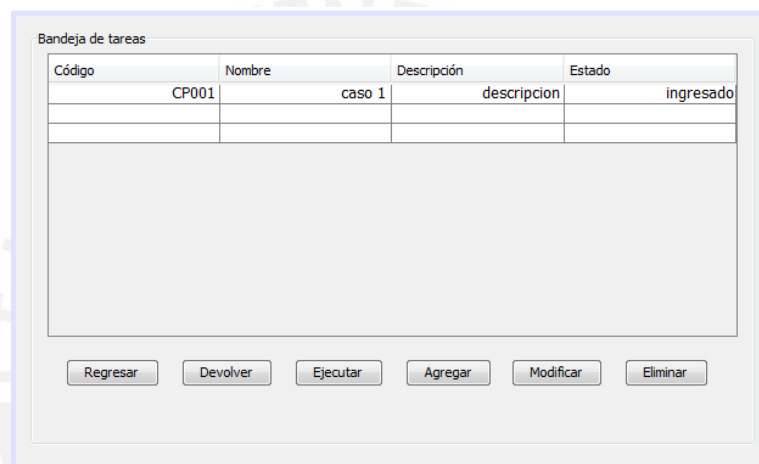 Bandeja de tareas
Código Nombre Descripción Estado
CP001 caso 1 descripcion ingresado
Regresar Devolver Ejecutar Agregar Modificar Eliminar